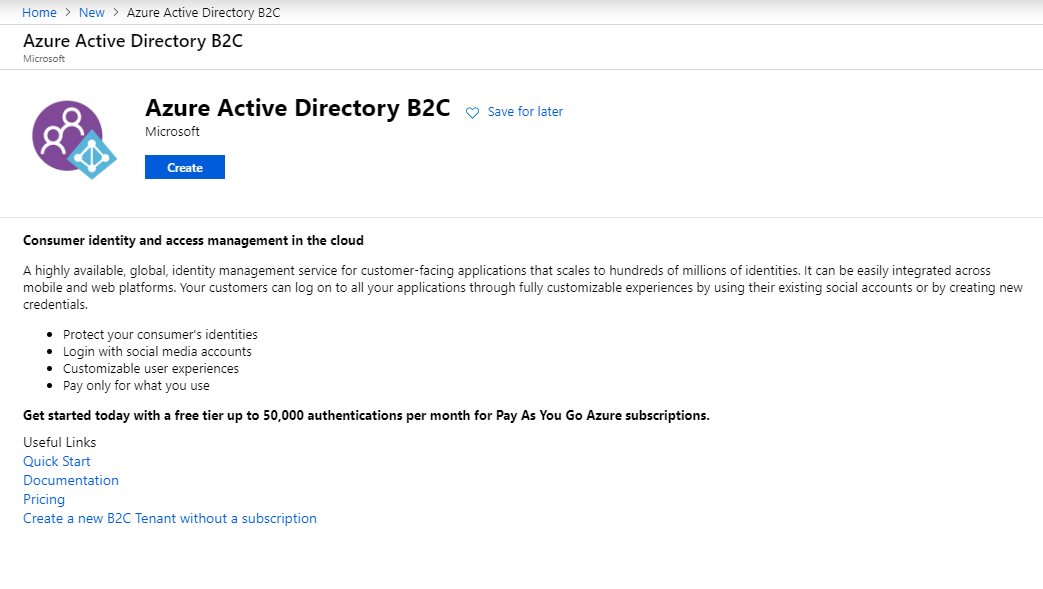 Home > New > Azure Active Directory B2C
Azure Active Directory B2C
Microsoft
Azure Active Directory B2C
Save for later
Microsoft
Create
Consumer identity and access management in the cloud
A highly available, global, identity management service for customer-facing applications that scales to hundreds of millions of identities. It can be easily integrated across
mobile and web platforms. Your customers can log on to all your applications through fully customizable experiences by using their existing social accounts or by creating new
credentials.
• Protect your consumer's identities
• Login with social media accounts
• Customizable user experiences
• Pay only for what you use
Get started today with a free tier up to 50,000 authentications per month for Pay As You Go Azure subscriptions.
Useful Links
Quick Start
Documentation
Pricing
Create a new B2C Tenant without a subscription